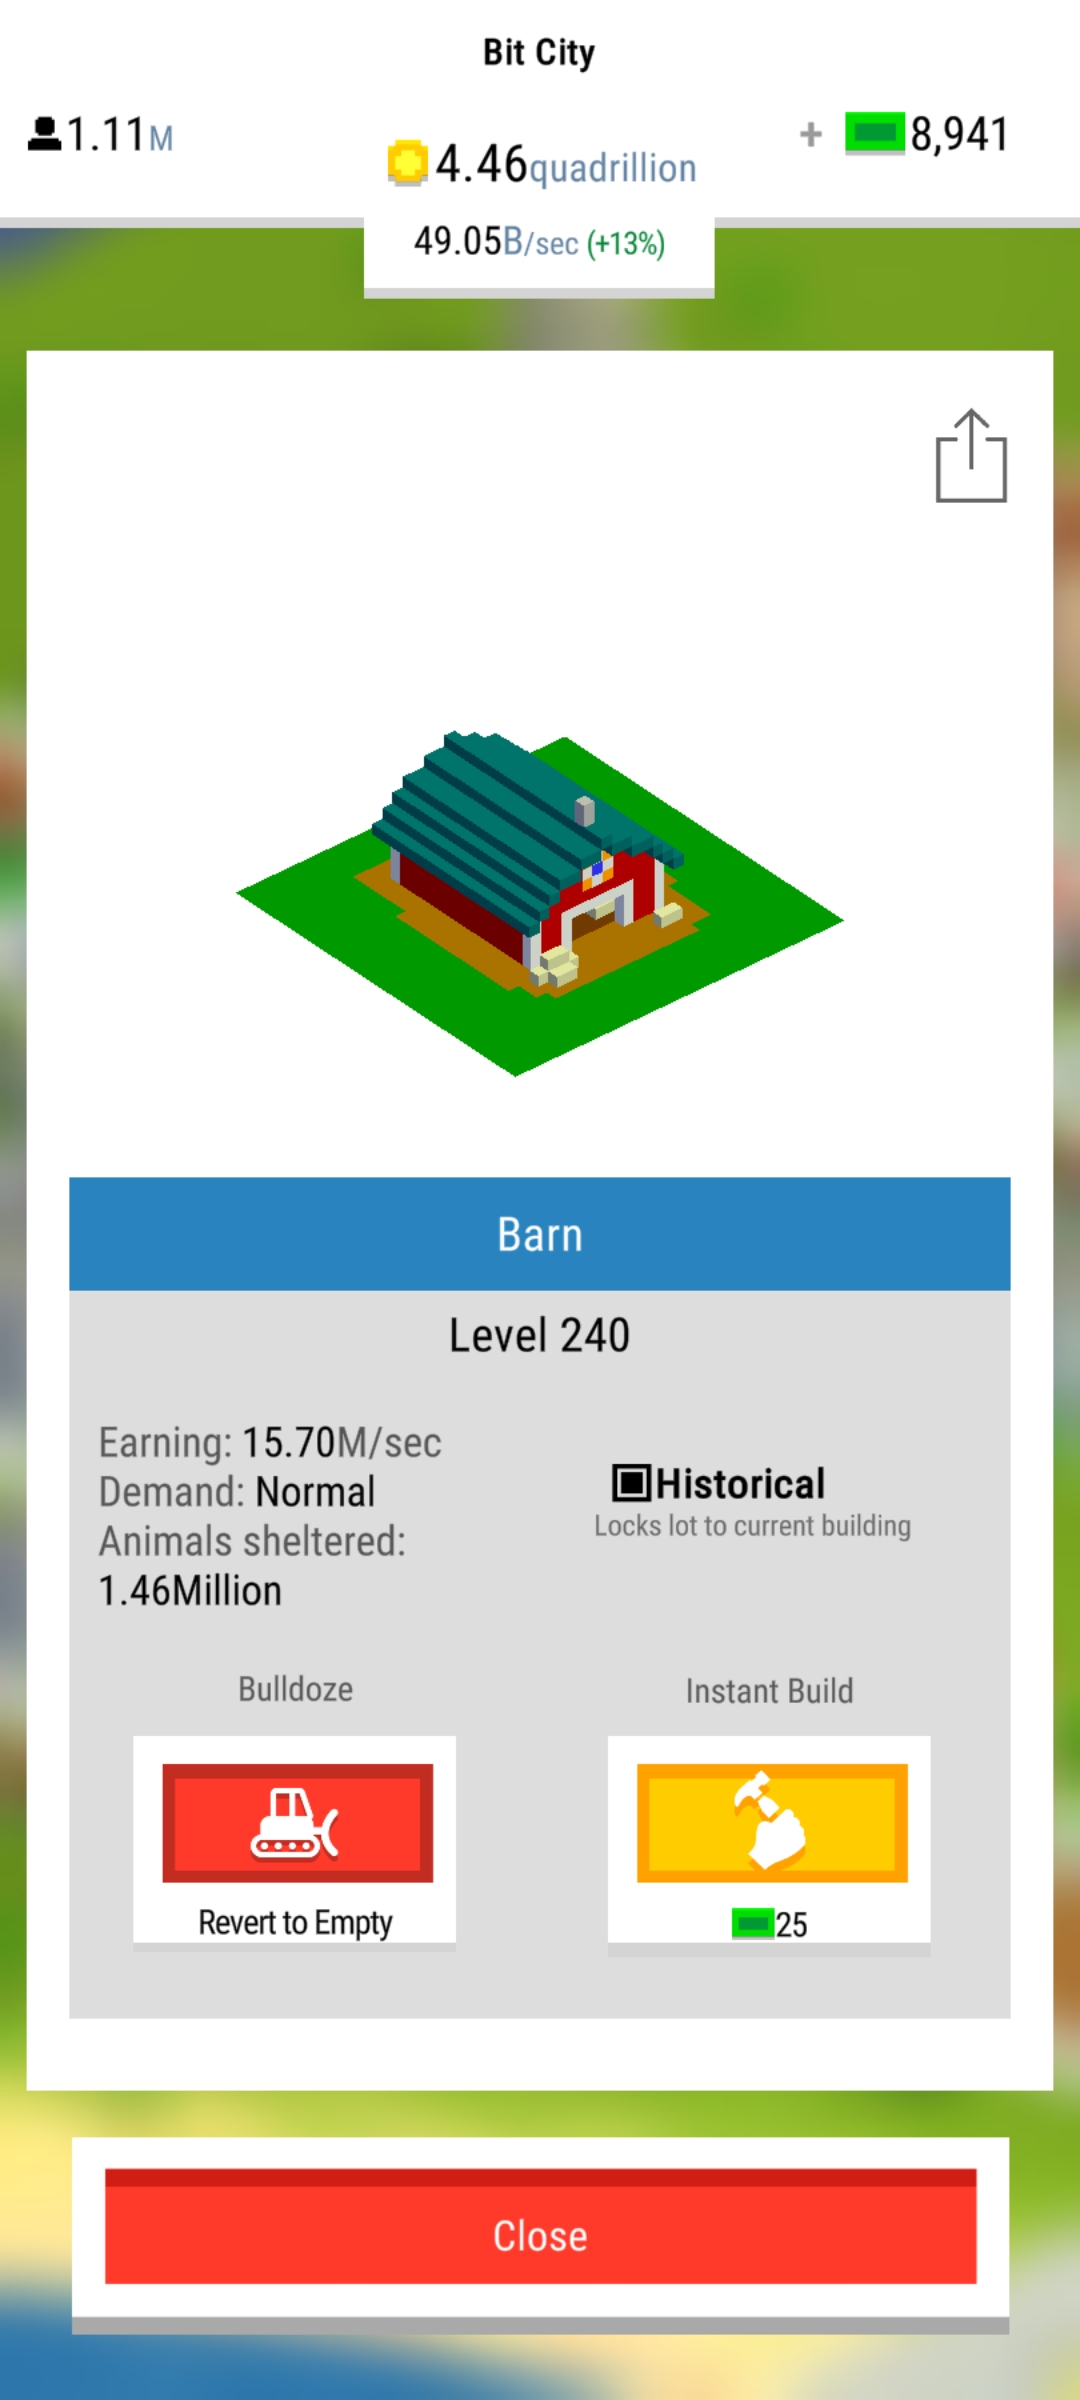 Bit City
1.11M
4.46quadrillion
+ 8,941
49.05B/sec (+13%)
Barn
Level 240
Earning: 15.70M/sec
Demand: Normal
Animals sheltered:
1.46Million
Historical
Locks lot to current building
Bulldoze
Revert to Empty
Instant Build
25
Close